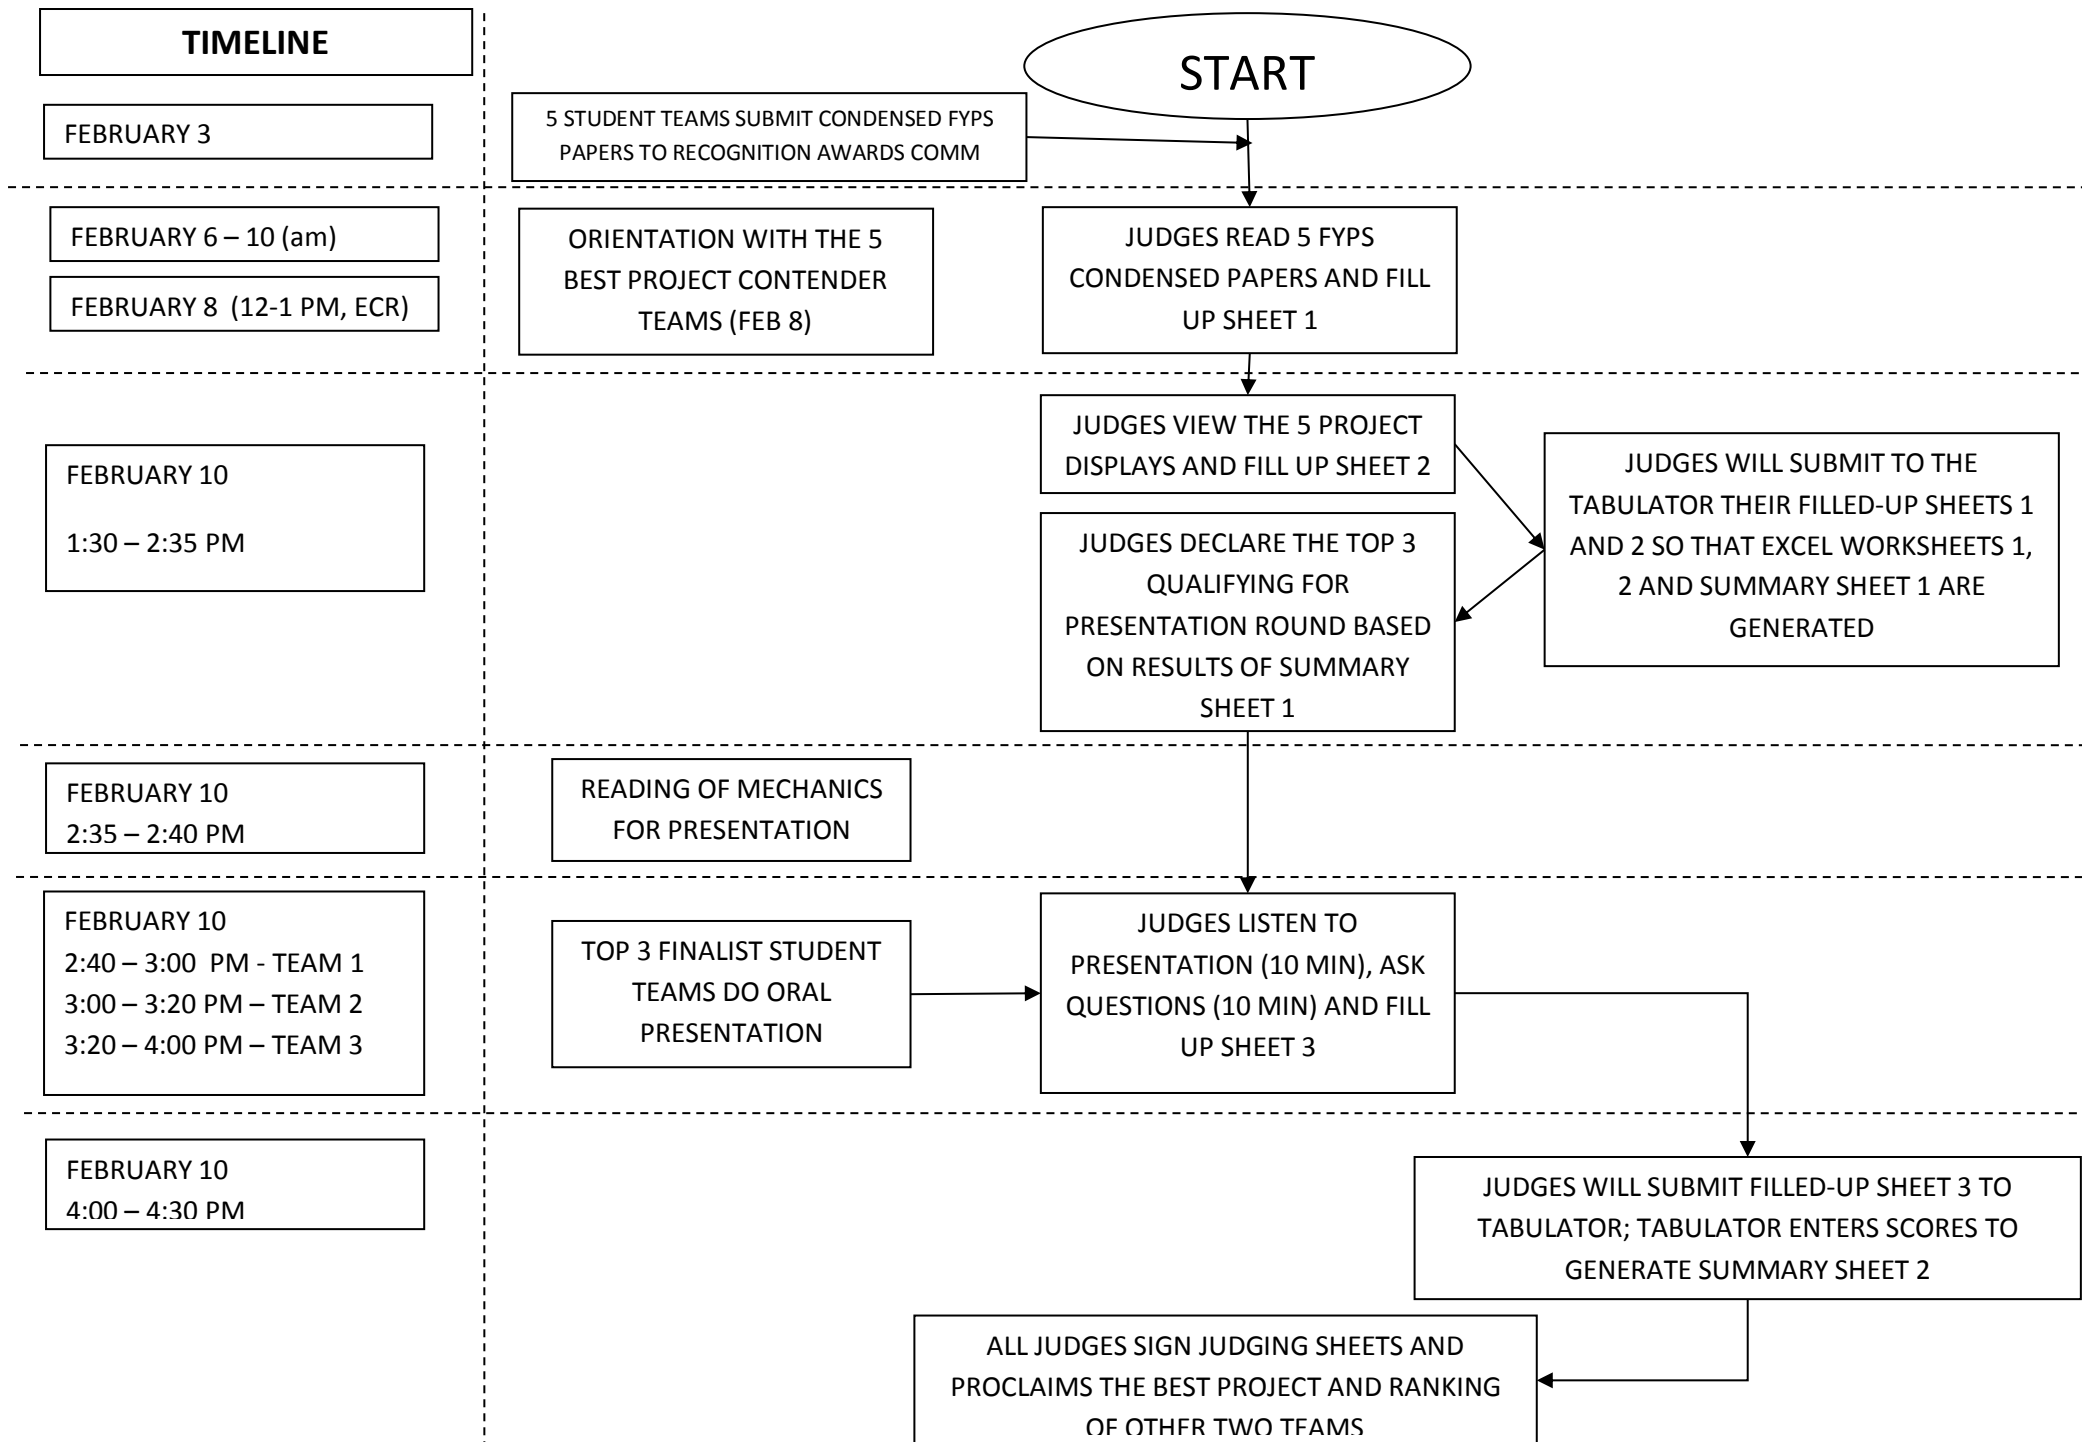 TIMELINE
START
FEBRUARY 3
5 STUDENT TEAMS SUBMIT CONDENSED FYPS
PAPERS TO RECOGNITION AWARDS COMM
FEBRUARY 6 – 10 (am)
FEBRUARY 8  (12-1 PM, ECR)
ORIENTATION WITH THE 5
BEST PROJECT CONTENDER
TEAMS (FEB 8)
JUDGES READ 5 FYPS
CONDENSED PAPERS AND FILL
UP SHEET 1
FEBRUARY 10
1:30 – 2:35 PM
JUDGES VIEW THE 5 PROJECT
DISPLAYS AND FILL UP SHEET 2
JUDGES WILL SUBMIT TO THE
TABULATOR THEIR FILLED-UP SHEETS 1
AND 2 SO THAT EXCEL WORKSHEETS 1,
2 AND SUMMARY SHEET 1 ARE
GENERATED
JUDGES DECLARE THE TOP 3
QUALIFYING FOR
PRESENTATION ROUND BASED
ON RESULTS OF SUMMARY
SHEET 1
FEBRUARY 10
2:35 – 2:40 PM
READING OF MECHANICS
FOR PRESENTATION
FEBRUARY 10
2:40 – 3:00  PM - TEAM 1
3:00 – 3:20 PM – TEAM 2
3:20 – 4:00 PM – TEAM 3
TOP 3 FINALIST STUDENT
TEAMS DO ORAL
PRESENTATION
JUDGES LISTEN TO
PRESENTATION (10 MIN), ASK
QUESTIONS (10 MIN) AND FILL
UP SHEET 3
FEBRUARY 10
4:00 – 4:30 PM
JUDGES WILL SUBMIT FILLED-UP SHEET 3 TO
TABULATOR; TABULATOR ENTERS SCORES TO
GENERATE SUMMARY SHEET 2
ALL JUDGES SIGN JUDGING SHEETS AND
PROCLAIMS THE BEST PROJECT AND RANKING
OF OTHER TWO TEAMS